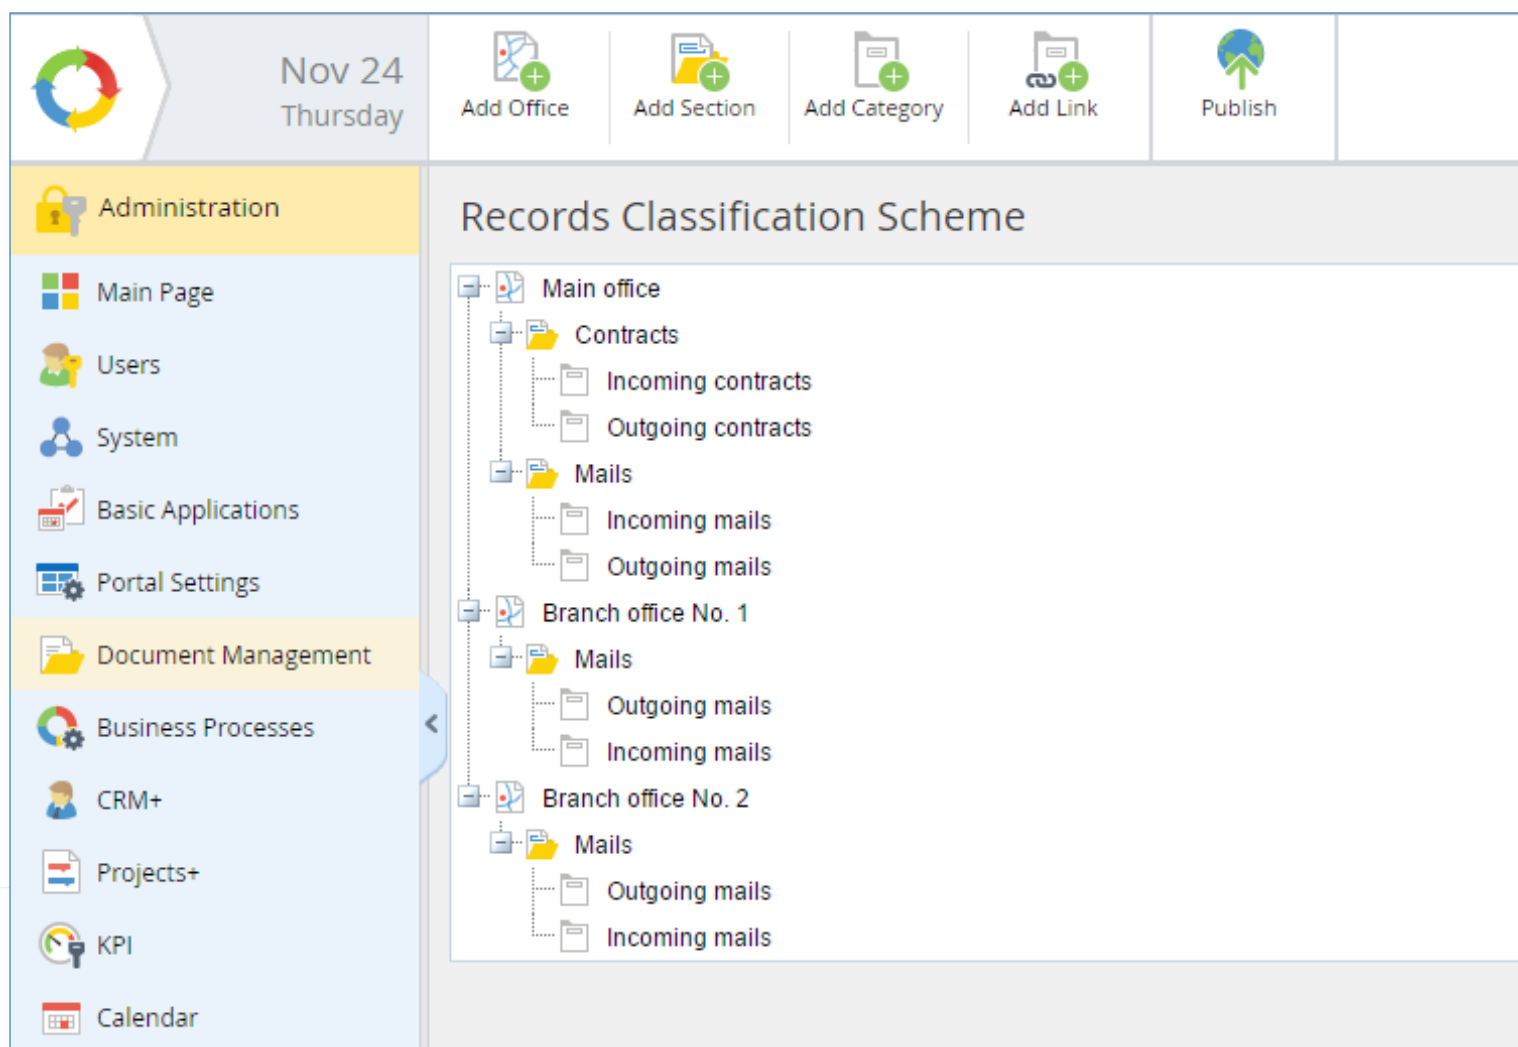 Nov 24
Thursday
Add Office
Add Section
Add Category
Add Link
Publish
Administration
Main Page
Users
System
Basic Applications
Portal Settings
Document Management
Business Processes
CRM+
Projects+
KPI
Calendar
Records Classification Scheme
Main office
Contracts
Incoming contracts
Outgoing contracts
Mails
Incoming mails
Outgoing mails
Branch office No. 1
Mails
Outgoing mails
Incoming mails
Branch office No. 2
Mails
Outgoing mails
Incoming mails